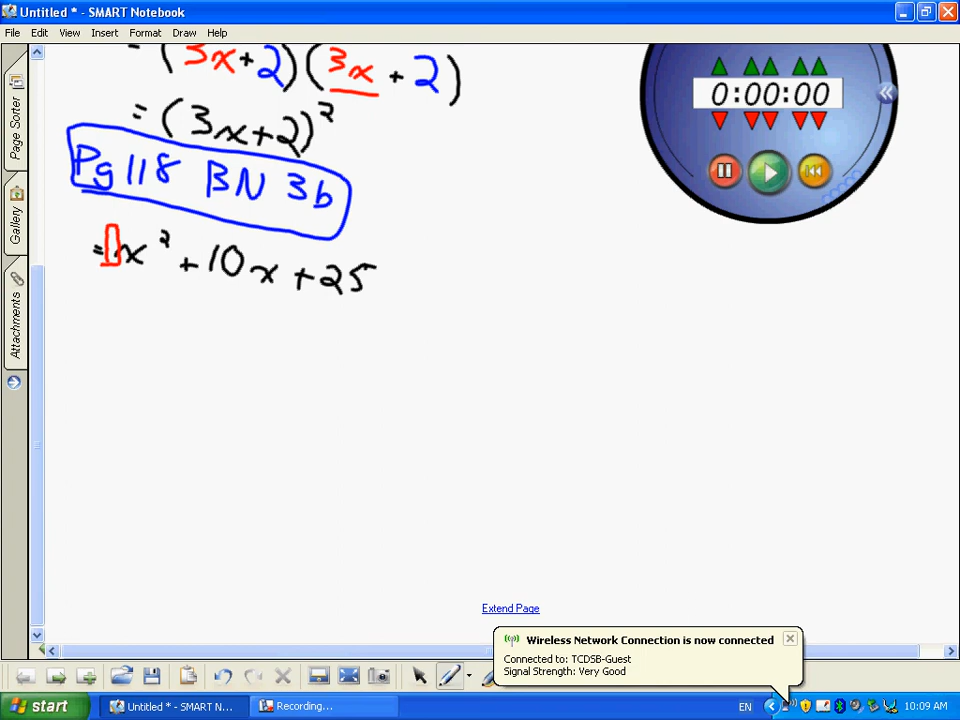 Untitled * - SMART Notebook
File Edit View Insert Format Draw Help
= (3x+2)(3x + 2)
0:00:00
= (3x+2)²
Pg 118 BN 3b
= x² + 10x + 25
Page Sorter
Gallery
Attachments
Extend Page
Wireless Network Connection is now connected
Connected to: TCDSB-Guest
Signal Strength: Very Good
start
Untitled * - SMART N...
Recording...
EN
10:09 AM